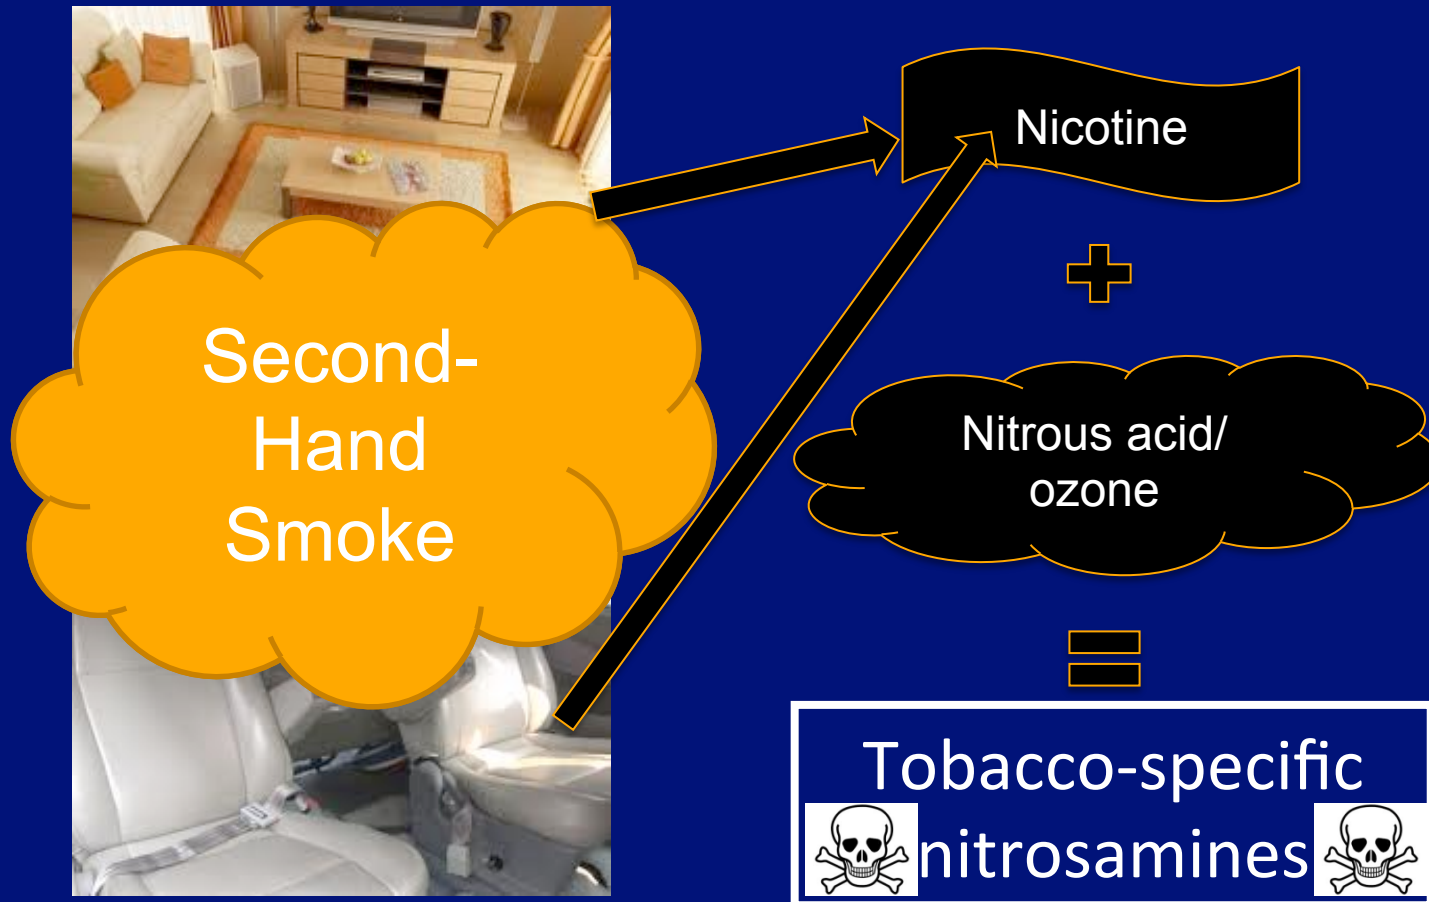 Second-
Hand
Smoke
Nicotine
Nitrous acid/
ozone
Tobacco-specific
nitrosamines